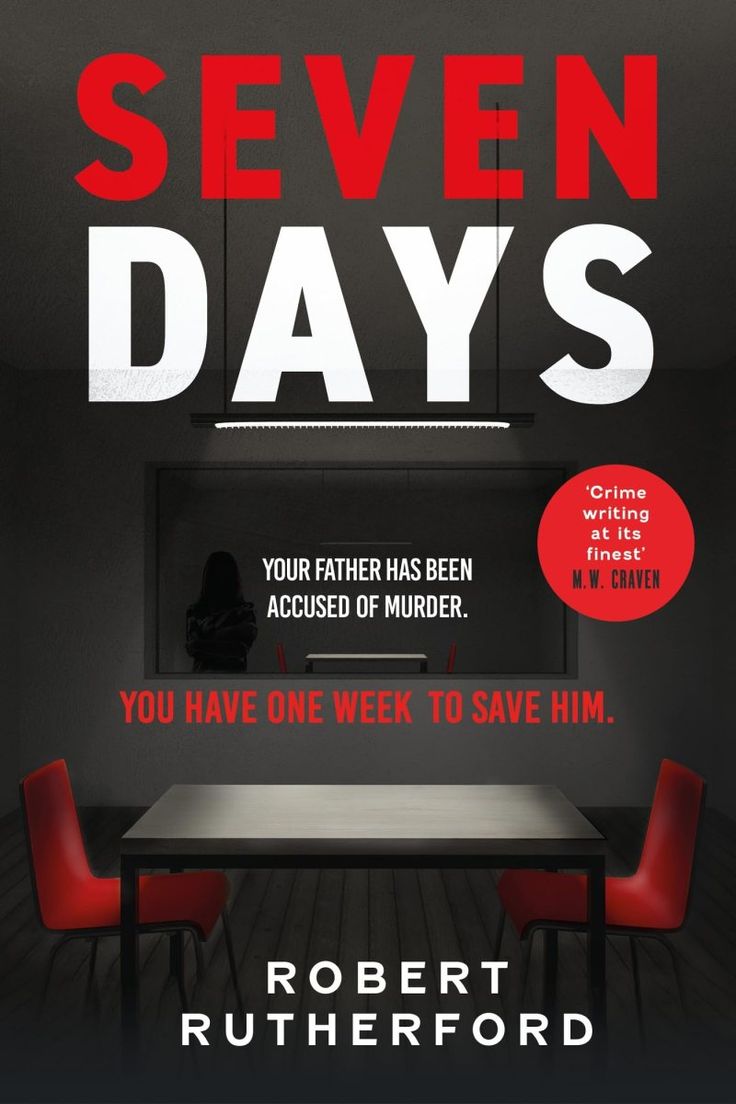 SEVEN
DAYS
‘Crime
writing
at its
finest’
M.W. CRAVEN
YOUR FATHER HAS BEEN
ACCUSED OF MURDER.
YOU HAVE ONE WEEK TO SAVE HIM.
ROBERT
RUTHERFORD